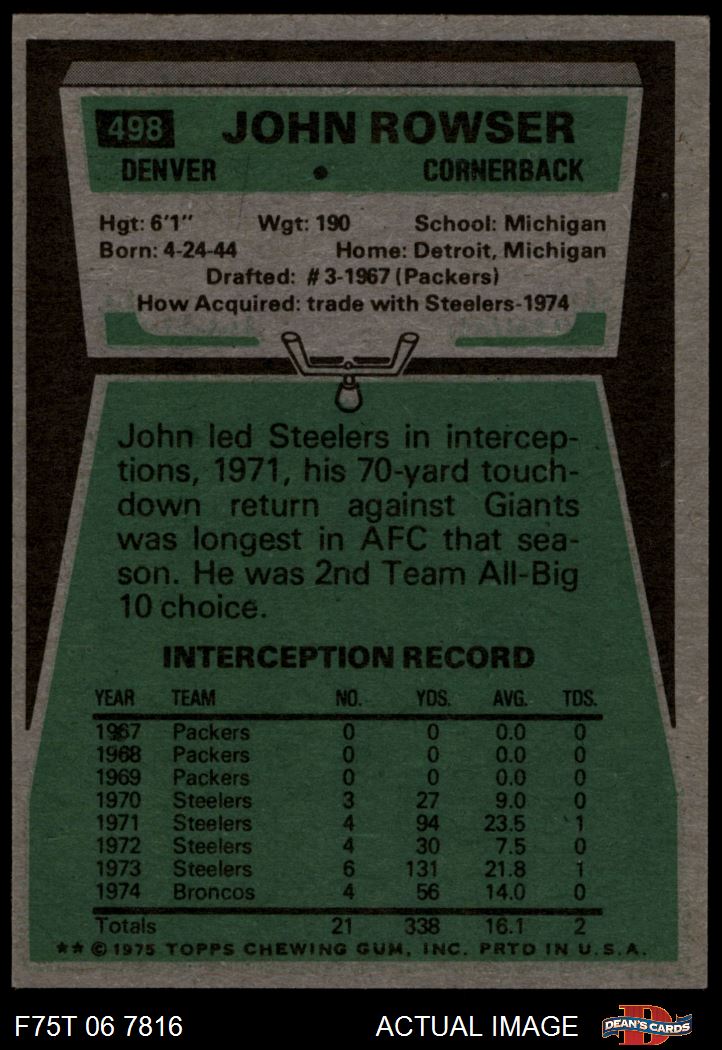 498 JOHN ROWSER
DENVER • CORNERBACK
Hgt: 6'1" Wgt: 190 School: Michigan
Born: 4-24-44 Home: Detroit, Michigan
Drafted: #3-1967 (Packers)
How Acquired: trade with Steelers-1974
John led Steelers in intercep-
tions, 1971, his 70-yard touch-
down return against Giants
was longest in AFC that sea-
son. He was 2nd Team All-Big
10 choice.
INTERCEPTION RECORD
YEAR TEAM NO. YDS. AVG. TDS.
1967 Packers 0 0 0.0 0
1968 Packers 0 0 0.0 0
1969 Packers 0 0 0.0 0
1970 Steelers 3 27 9.0 0
1971 Steelers 4 94 23.5 1
1972 Steelers 4 30 7.5 0
1973 Steelers 6 131 21.8 1
1974 Broncos 4 56 14.0 0
Totals 21 338 16.1 2
** © 1975 TOPPS CHEWING GUM, INC. PRTD IN U.S.A.
F75T 06 7816 ACTUAL IMAGE D DEAN'S CARDS